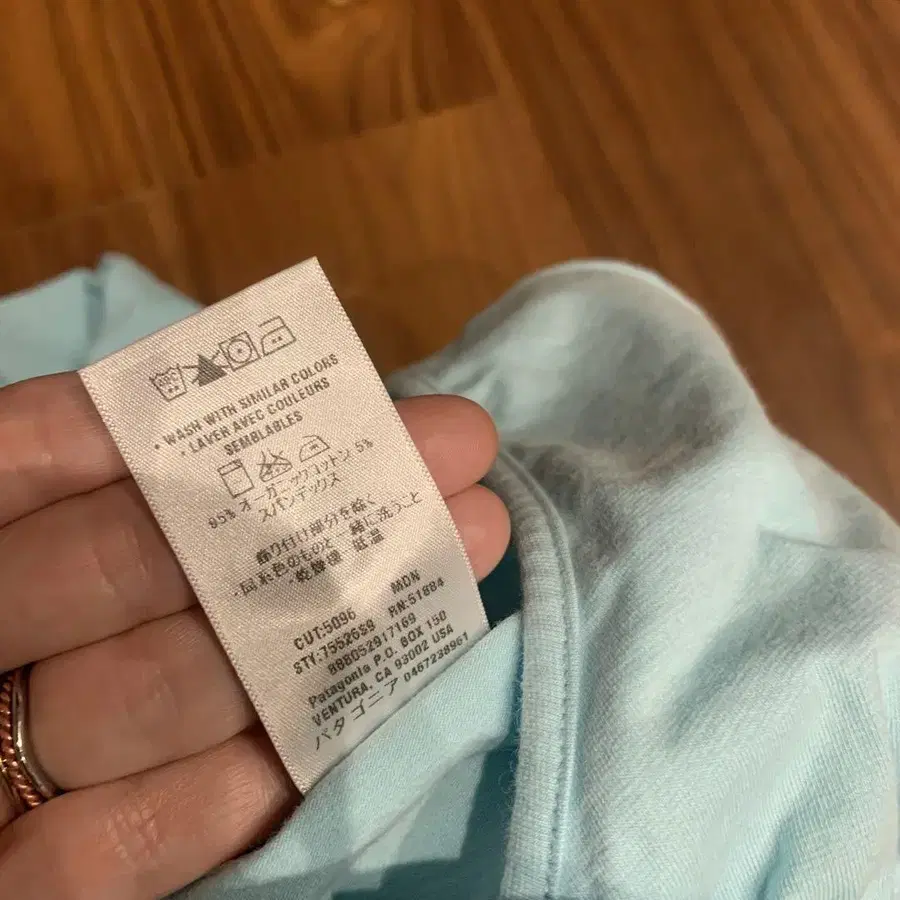 • WASH WITH SIMILAR COLORS
• LAVER AVEC COULEURS
SEMBLABLES
95% オーガニックコットン 5%
スパンデックス
飾り付け部分を除く
・同系色のものと一緒に洗うこと
・乾燥機 低温
CUT:5096 MDN
STY:7552659 RN:51884
888052917169
Patagonia P.O. BOX 150
VENTURA, CA 93002 USA
パタゴニア 0467238961